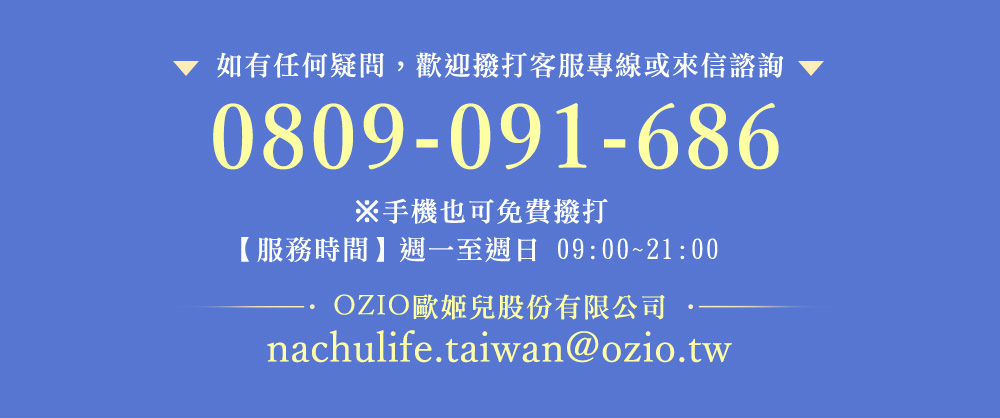 如有任何疑問，歡迎撥打客服專線或來信諮詢
0809-091-686
※手機也可免費撥打
【服務時間】週一至週日 09:00~21:00
OZIO歐姬兒股份有限公司
nachulife.taiwan@ozio.tw